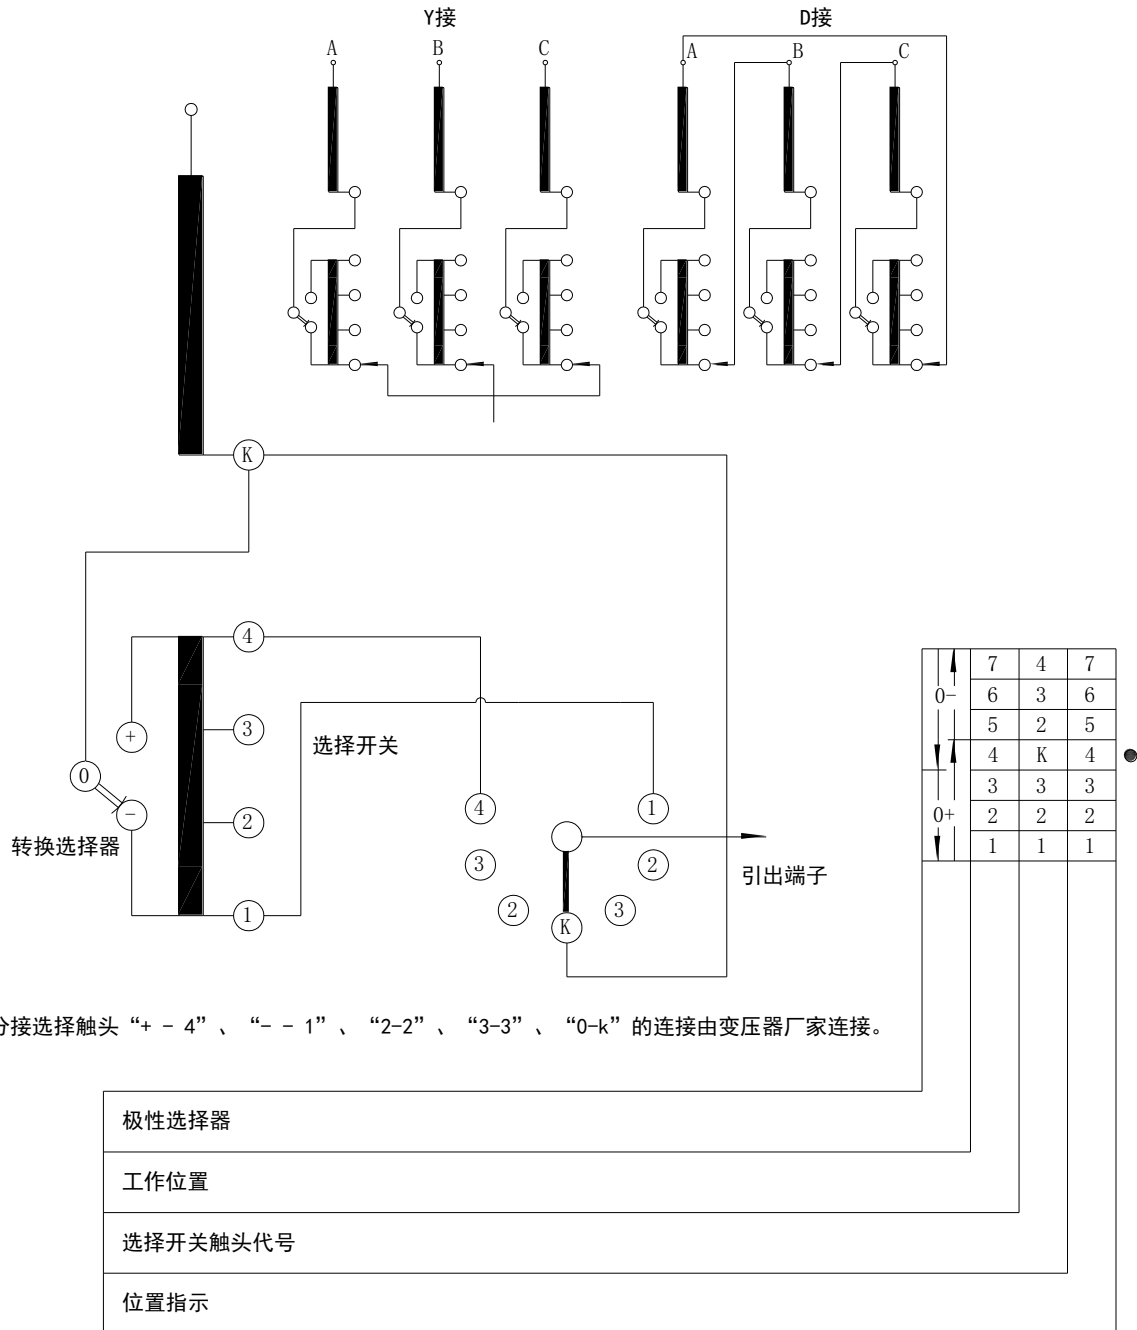 Y接
D接
A
B
C
A
B
C
K
4
3
2
1
+
0
-
转换选择器
选择开关
4
3
2
K
1
2
3
引出端子
0-
0+
7 4 7
6 3 6
5 2 5
4 K 4
3 3 3
2 2 2
1 1 1
分接选择触头“+ - 4”、“- - 1”、“2-2”、“3-3”、“0-k”的连接由变压器厂家连接。
极性选择器
工作位置
选择开关触头代号
位置指示